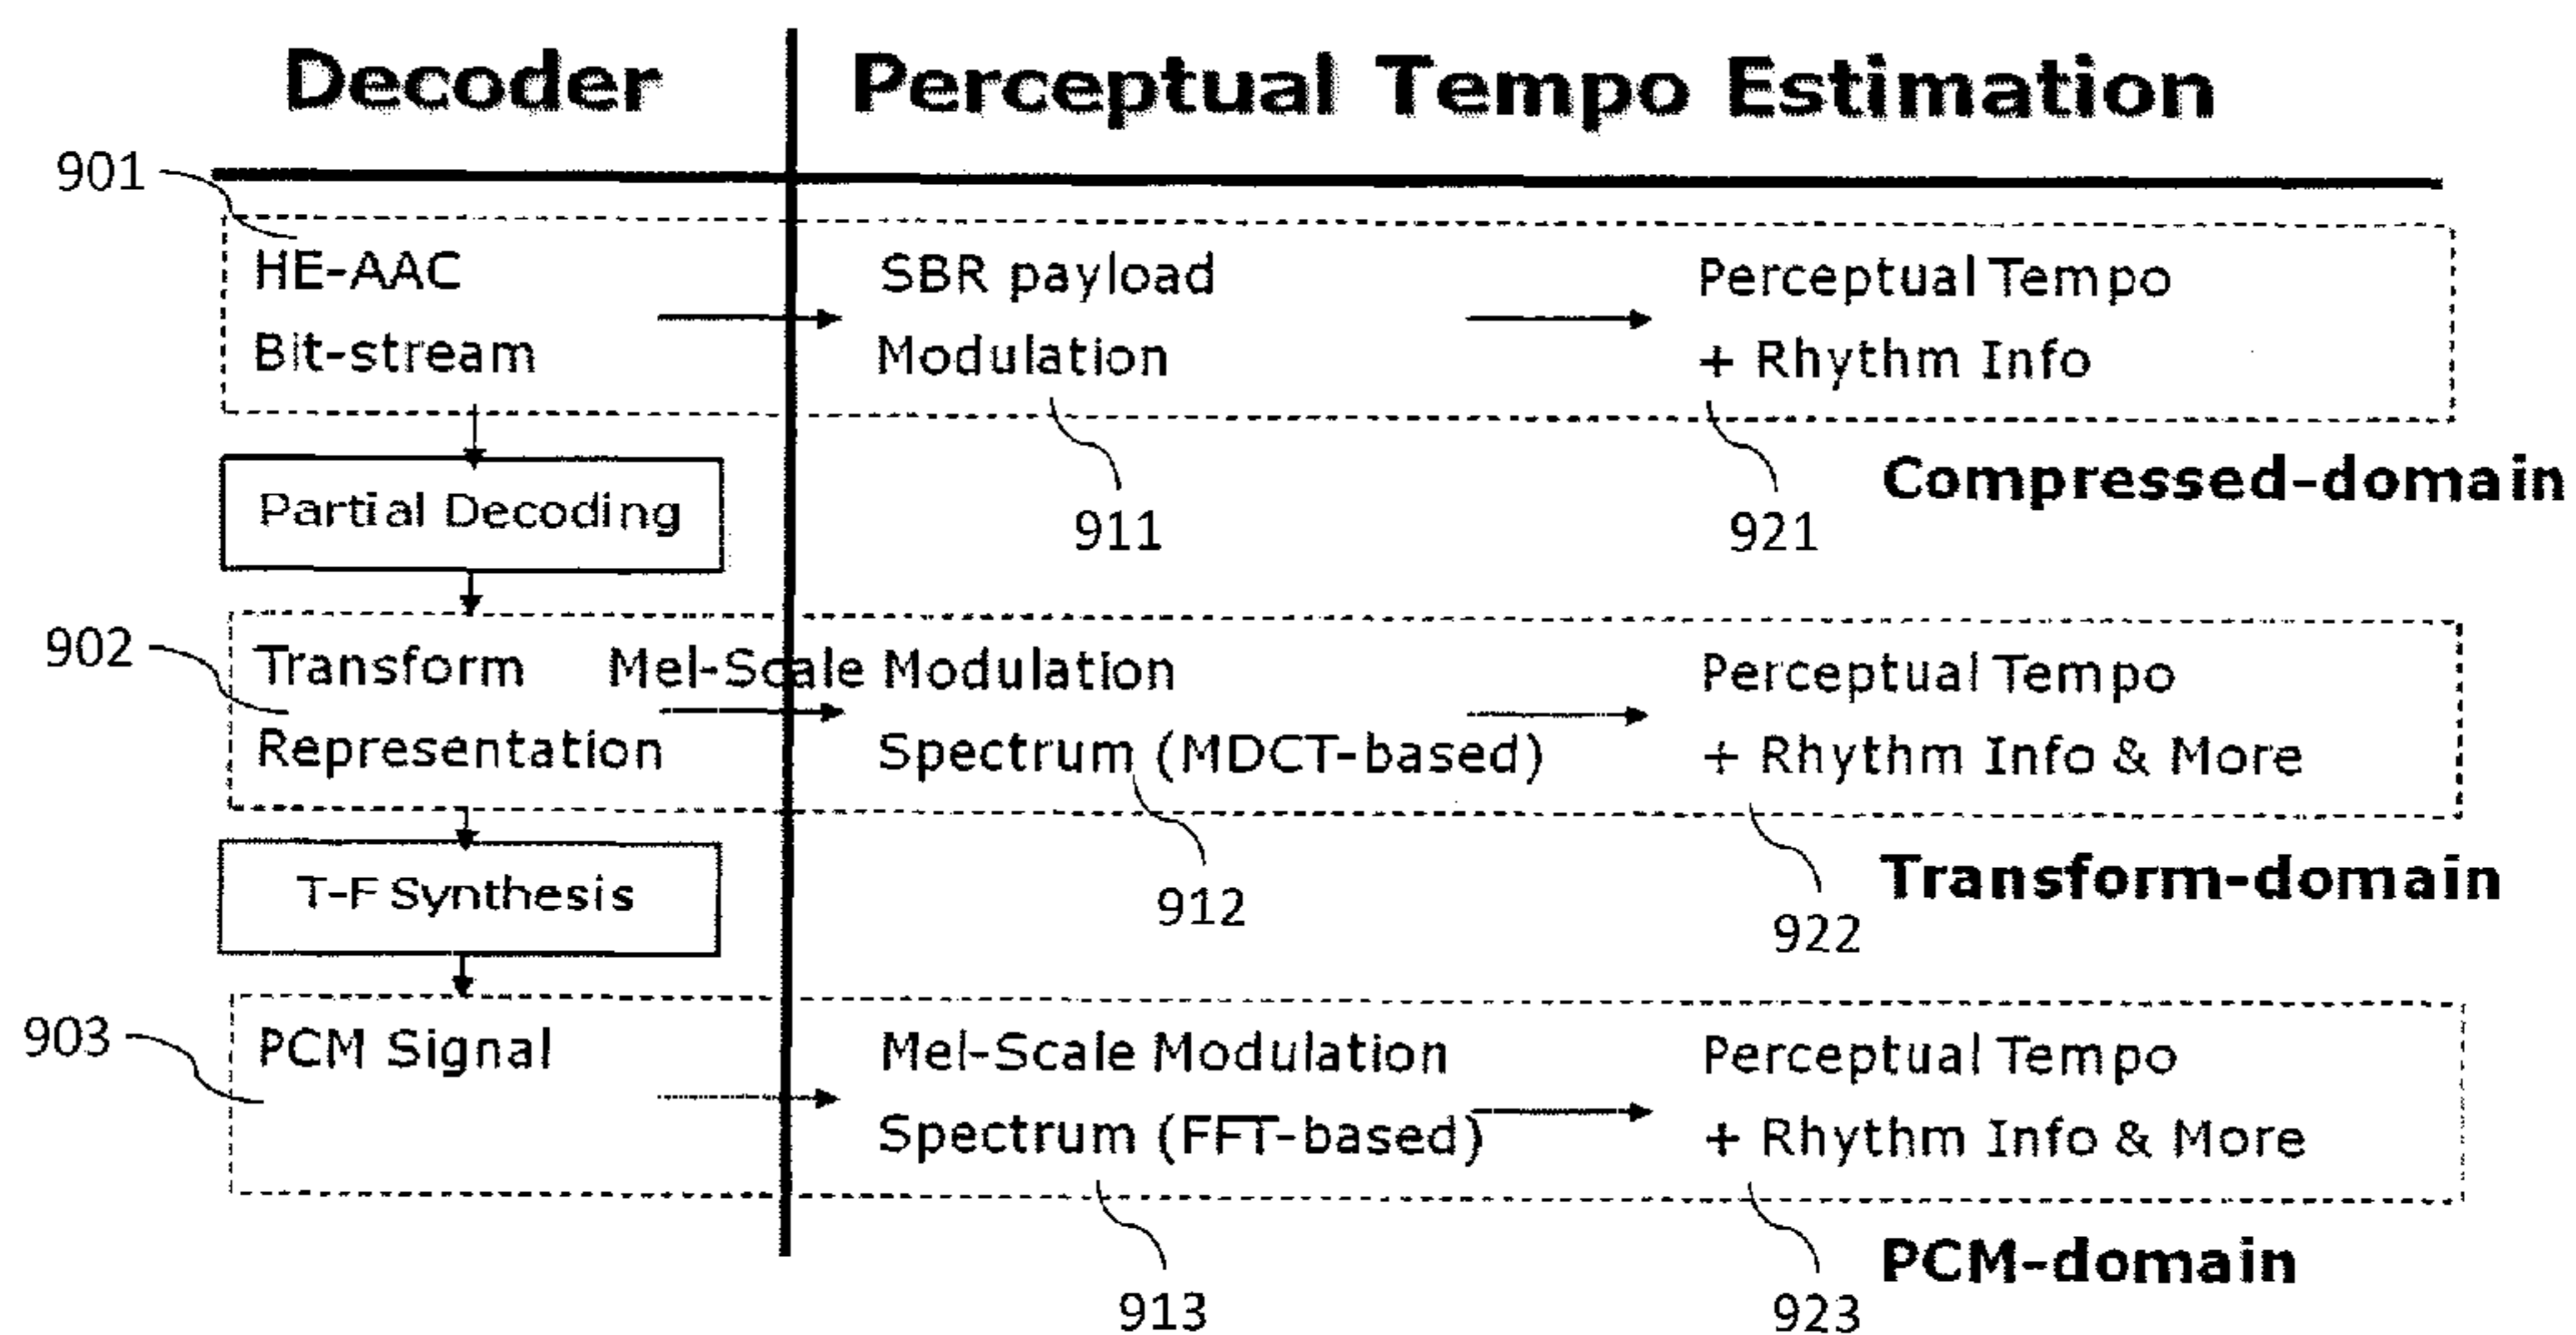 Decoder
Perceptual Tempo Estimation
901
HE-AAC
Bit-stream
SBR payload
Modulation
Perceptual Tempo
+ Rhythm Info
911
921
Compressed-domain
Partial Decoding
902
Transform
Representation
Mel-Scale Modulation
Spectrum (MDCT-based)
Perceptual Tempo
+ Rhythm Info & More
912
922
Transform-domain
T-F Synthesis
903
PCM Signal
Mel-Scale Modulation
Spectrum (FFT-based)
Perceptual Tempo
+ Rhythm Info & More
913
923
PCM-domain